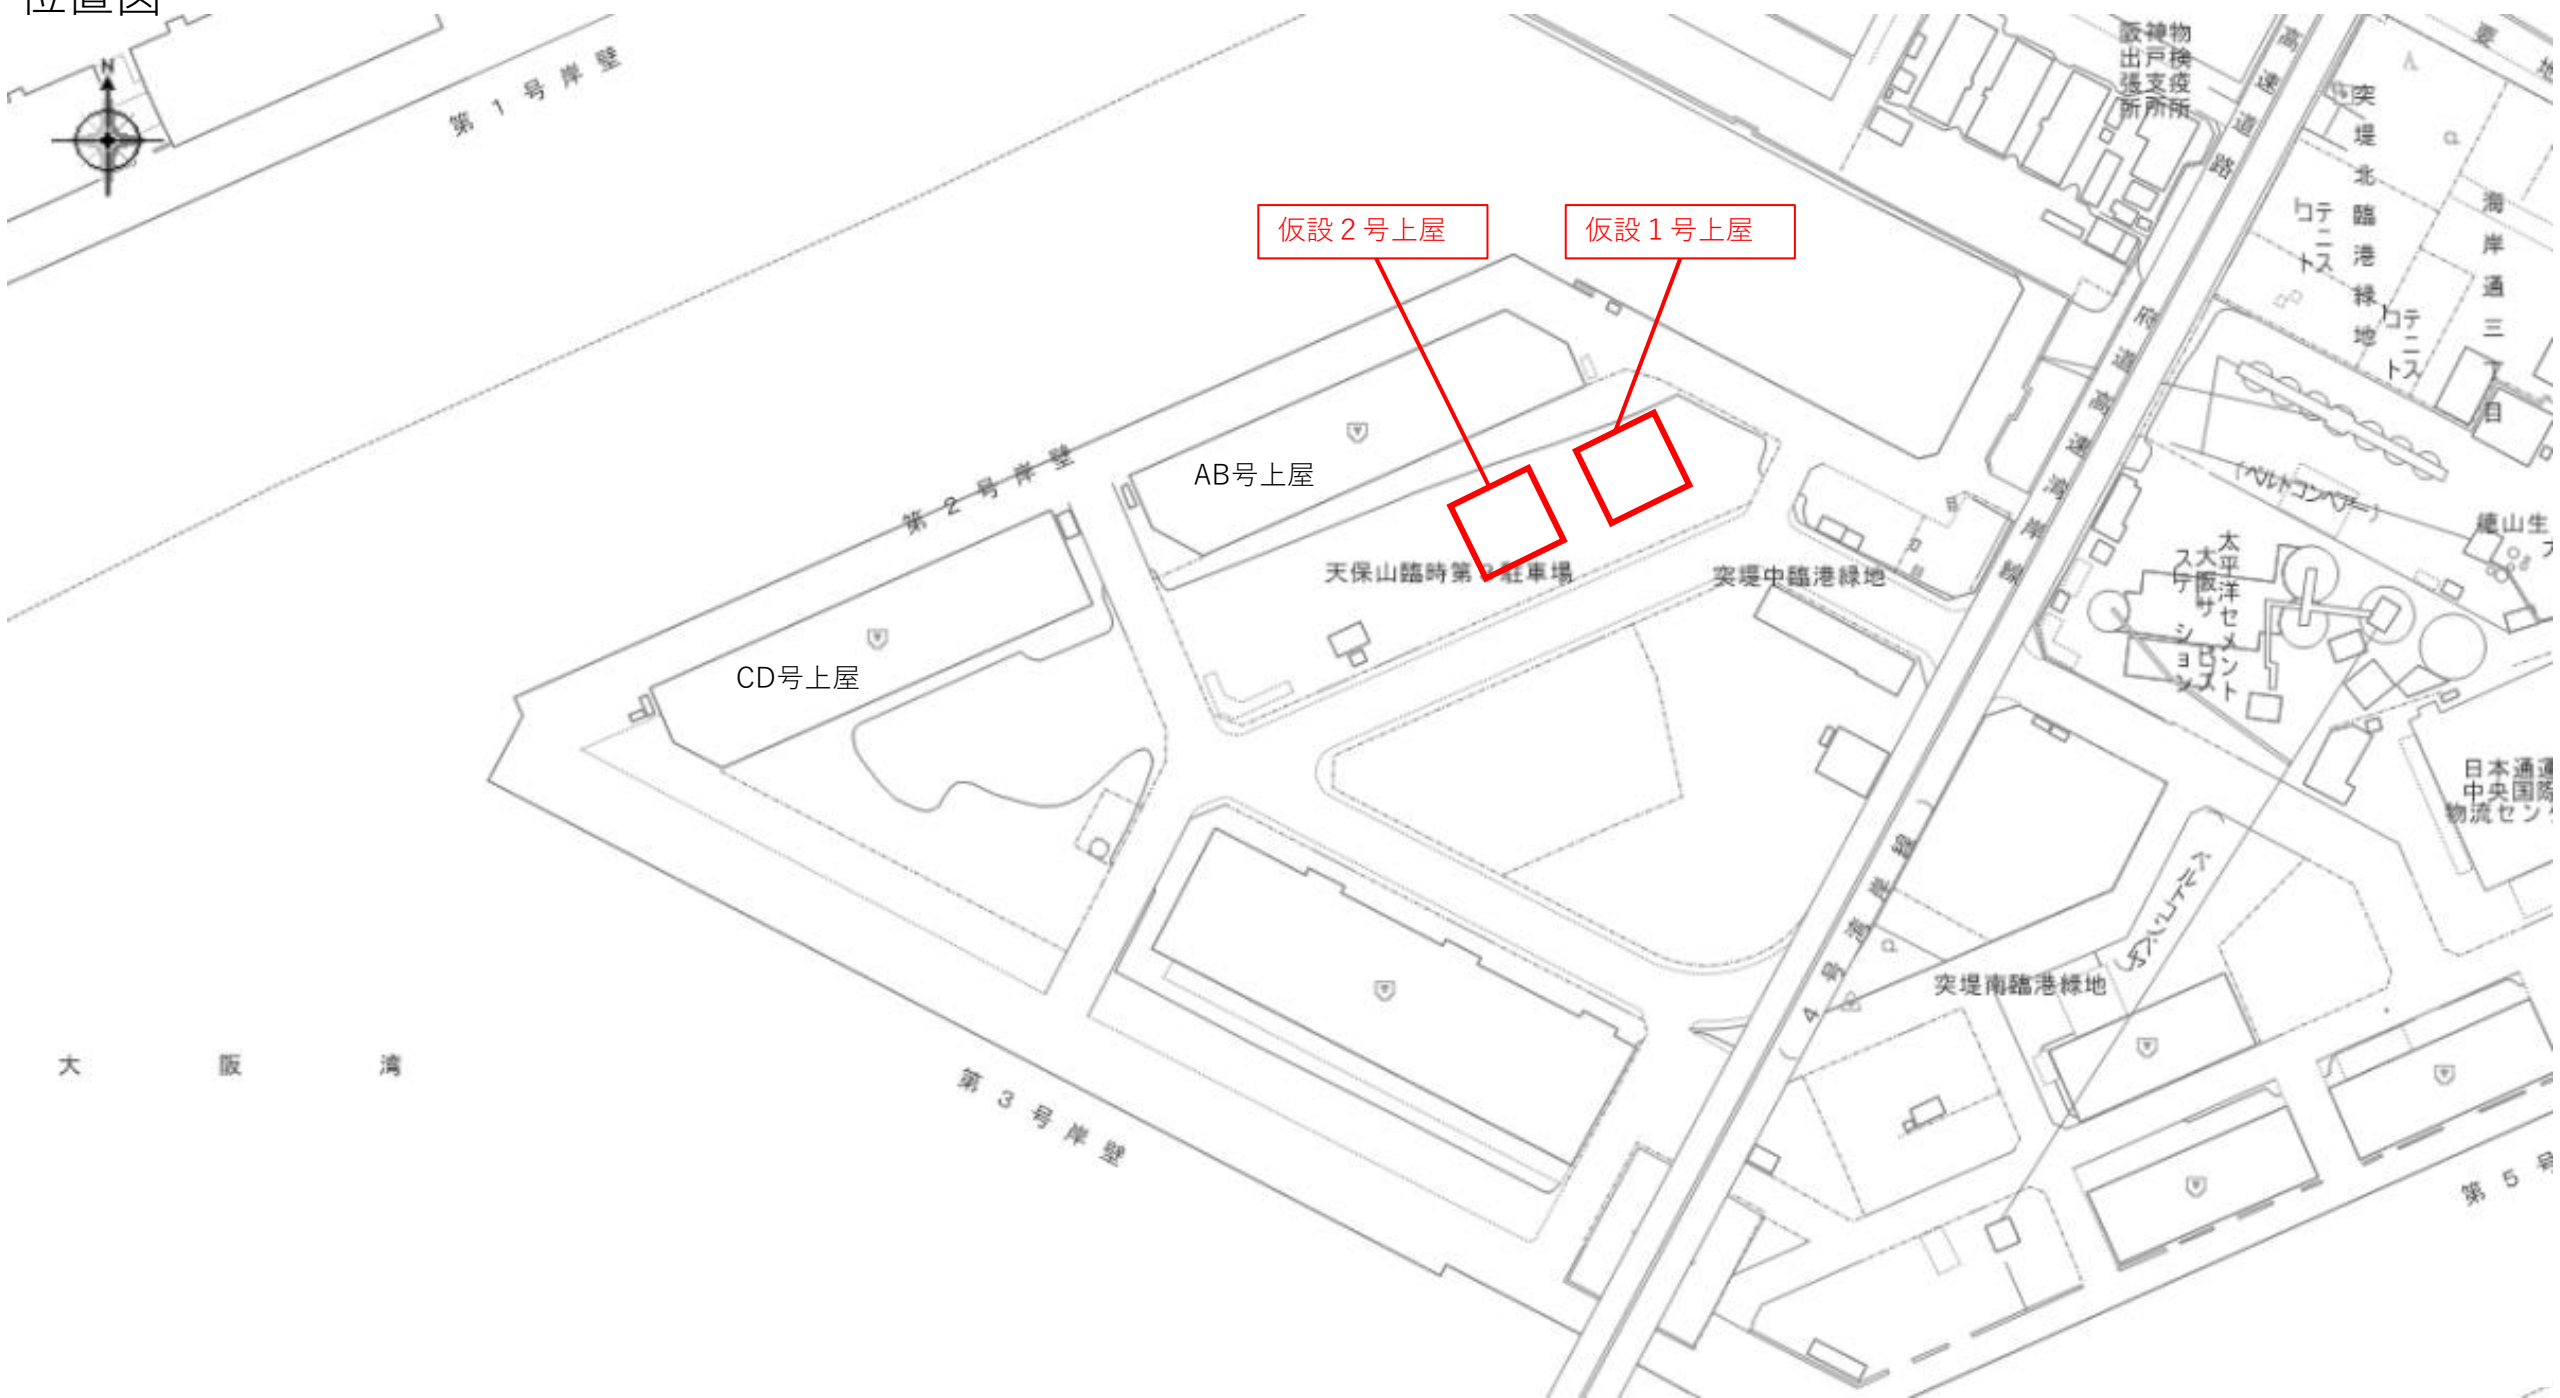 位置図
N
第1号岸壁
阪神物
出戸検
張支疫
所所所
高速道路
突堤北臨港緑地
テニス
コート
テニス
コート
海岸通三丁目
仮設2号上屋
仮設1号上屋
AB号上屋
第2号岸壁
天保山臨時第 駐車場
突堤中臨港緑地
府道高速湾岸線
(ベルトコンベアー)
太平洋セメント
大阪サービス
ステーション
CD号上屋
日本通運
中央国際
物流センタ
4号湾岸線
突堤南臨港緑地
大阪湾
第3号岸壁
第5号